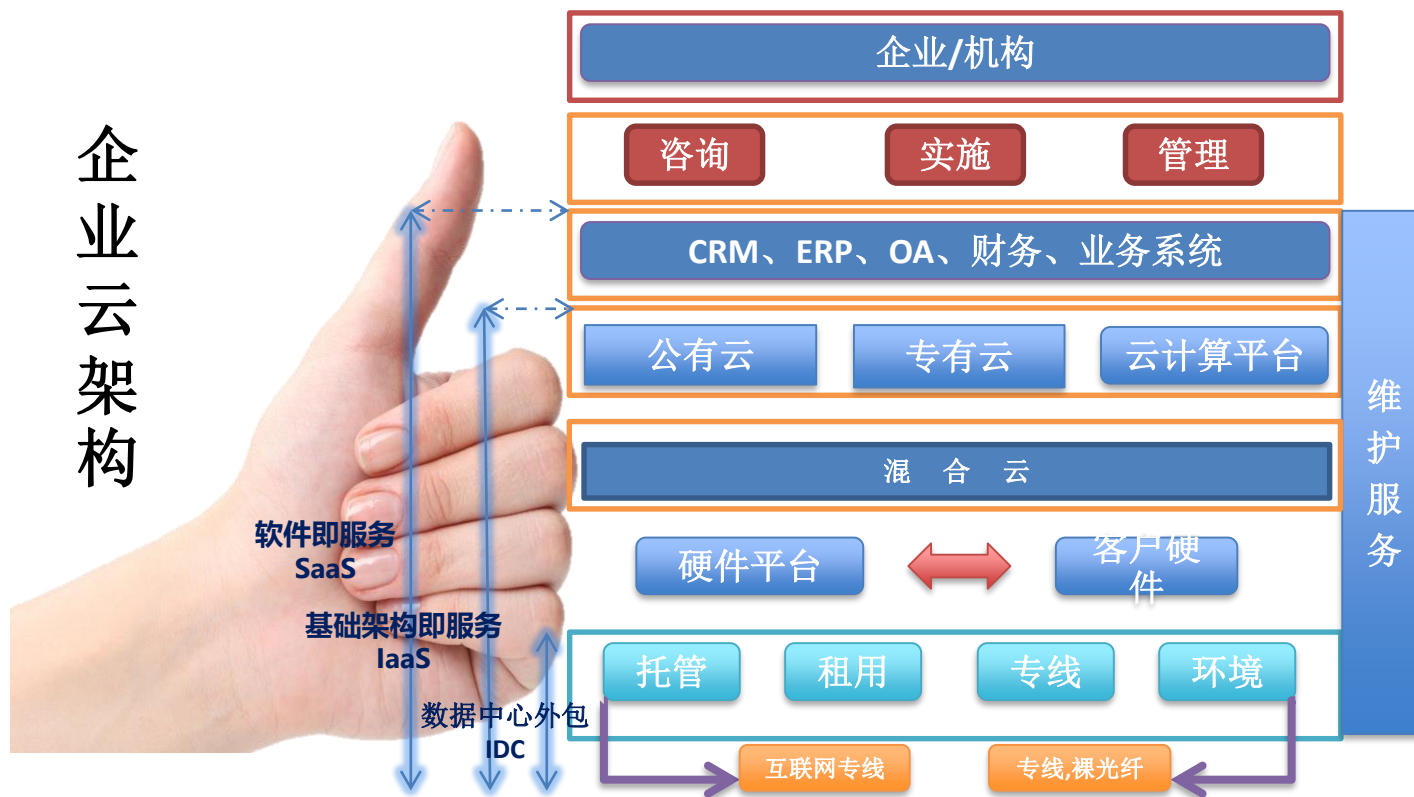 企业云架构
企业/机构
咨询 实施 管理
CRM、ERP、OA、财务、业务系统
公有云 专有云 云计算平台
混 合 云
硬件平台 客户硬
件
托管 租用 专线 环境
互联网专线 专线,裸光纤
维护服务
软件即服务
SaaS
基础架构即服务
IaaS
数据中心外包
IDC